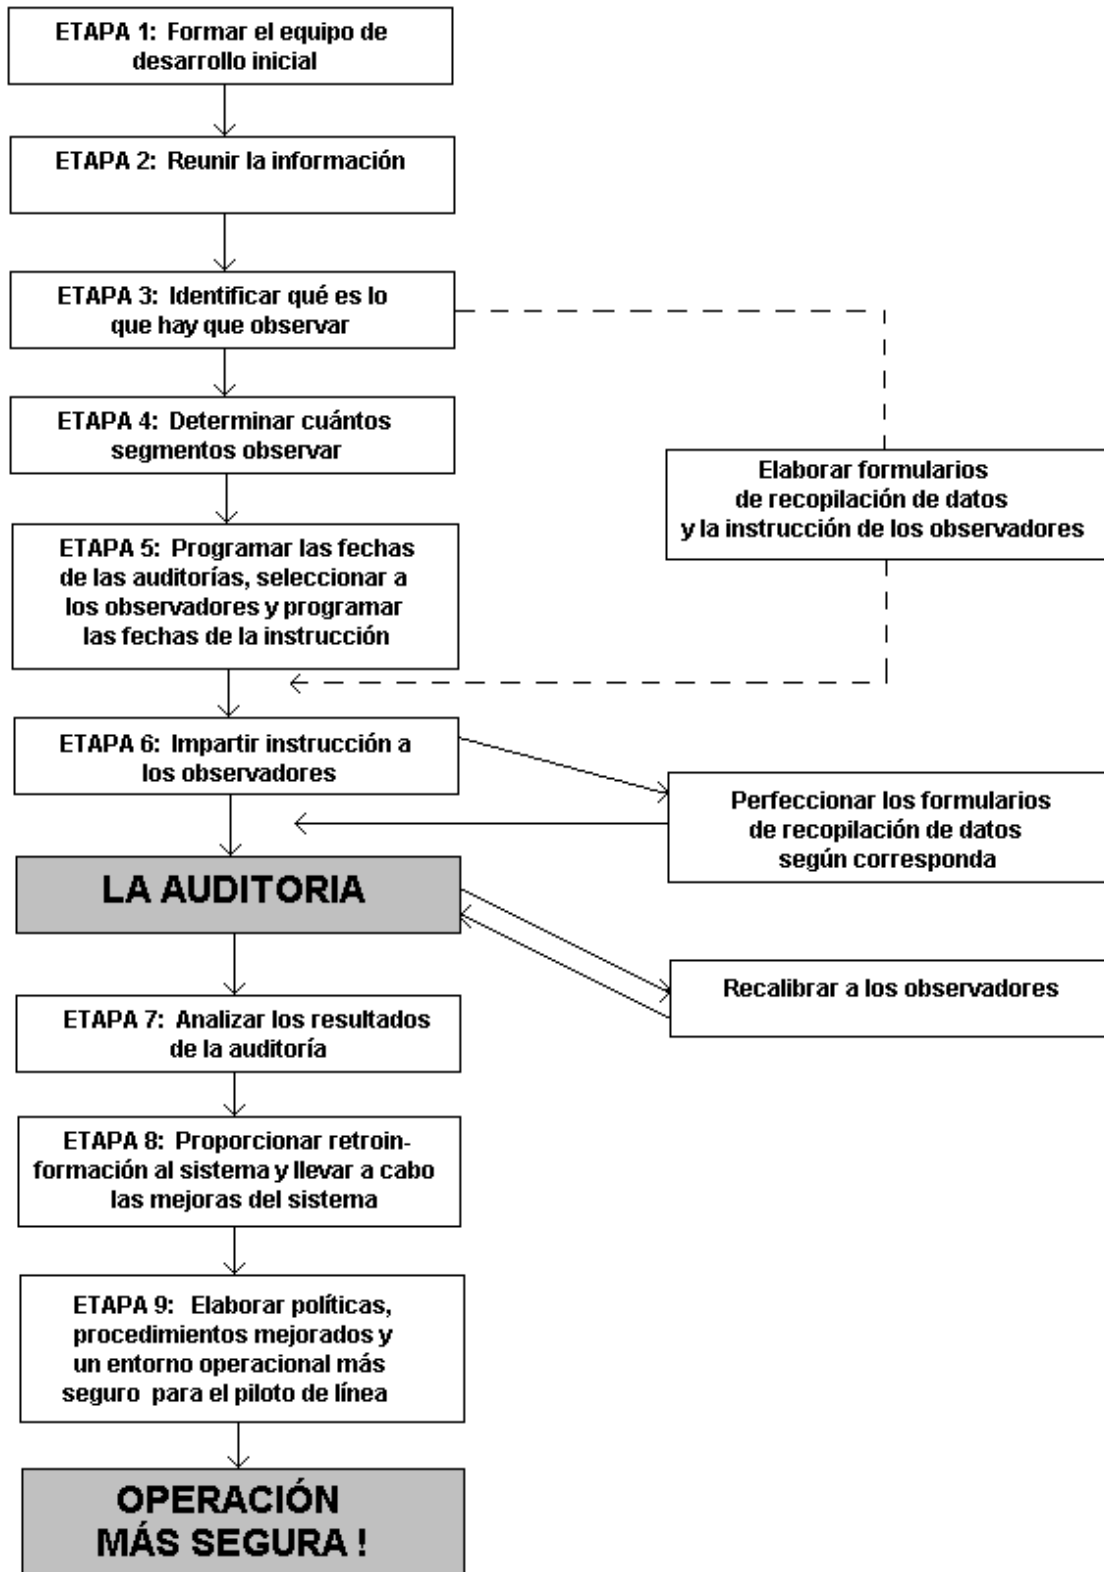 ETAPA 1: Formar el equipo de
desarrollo inicial
ETAPA 2: Reunir la información
ETAPA 3: Identificar qué es lo
que hay que observar
ETAPA 4: Determinar cuántos
segmentos observar
Elaborar formularios
de recopilación de datos
y la instrucción de los observadores
ETAPA 5: Programar las fechas
de las auditorías, seleccionar a
los observadores y programar
las fechas de la instrucción
ETAPA 6: Impartir instrucción a
los observadores
Perfeccionar los formularios
de recopilación de datos
según corresponda
LA AUDITORIA
Recalibrar a los observadores
ETAPA 7: Analizar los resultados
de la auditoría
ETAPA 8: Proporcionar retroin-
formación al sistema y llevar a cabo
las mejoras del sistema
ETAPA 9: Elaborar políticas,
procedimientos mejorados y
un entorno operacional más
seguro para el piloto de línea
OPERACIÓN
MÁS SEGURA !